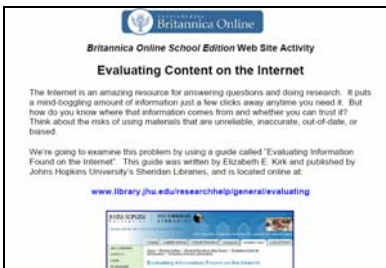 ENCYCLOPÆDIA
Britannica Online
Britannica Online School Edition Web Site Activity
Evaluating Content on the Internet
The Internet is an amazing resource for answering questions and doing research. It puts
a mind-boggling amount of information just a few clicks away anytime you need it. But
how do you know where that information comes from and whether you can trust it?
Think about the risks of using materials that are unreliable, inaccurate, out-of-date, or
biased.
We're going to examine this problem by using a guide called "Evaluating Information
Found on the Internet". This guide was written by Elizabeth E. Kirk and published by
Johns Hopkins University's Sheridan Libraries, and is located online at:
www.library.jhu.edu/researchhelp/general/evaluating
JOHNS HOPKINS
Evaluating Information Found on the Internet